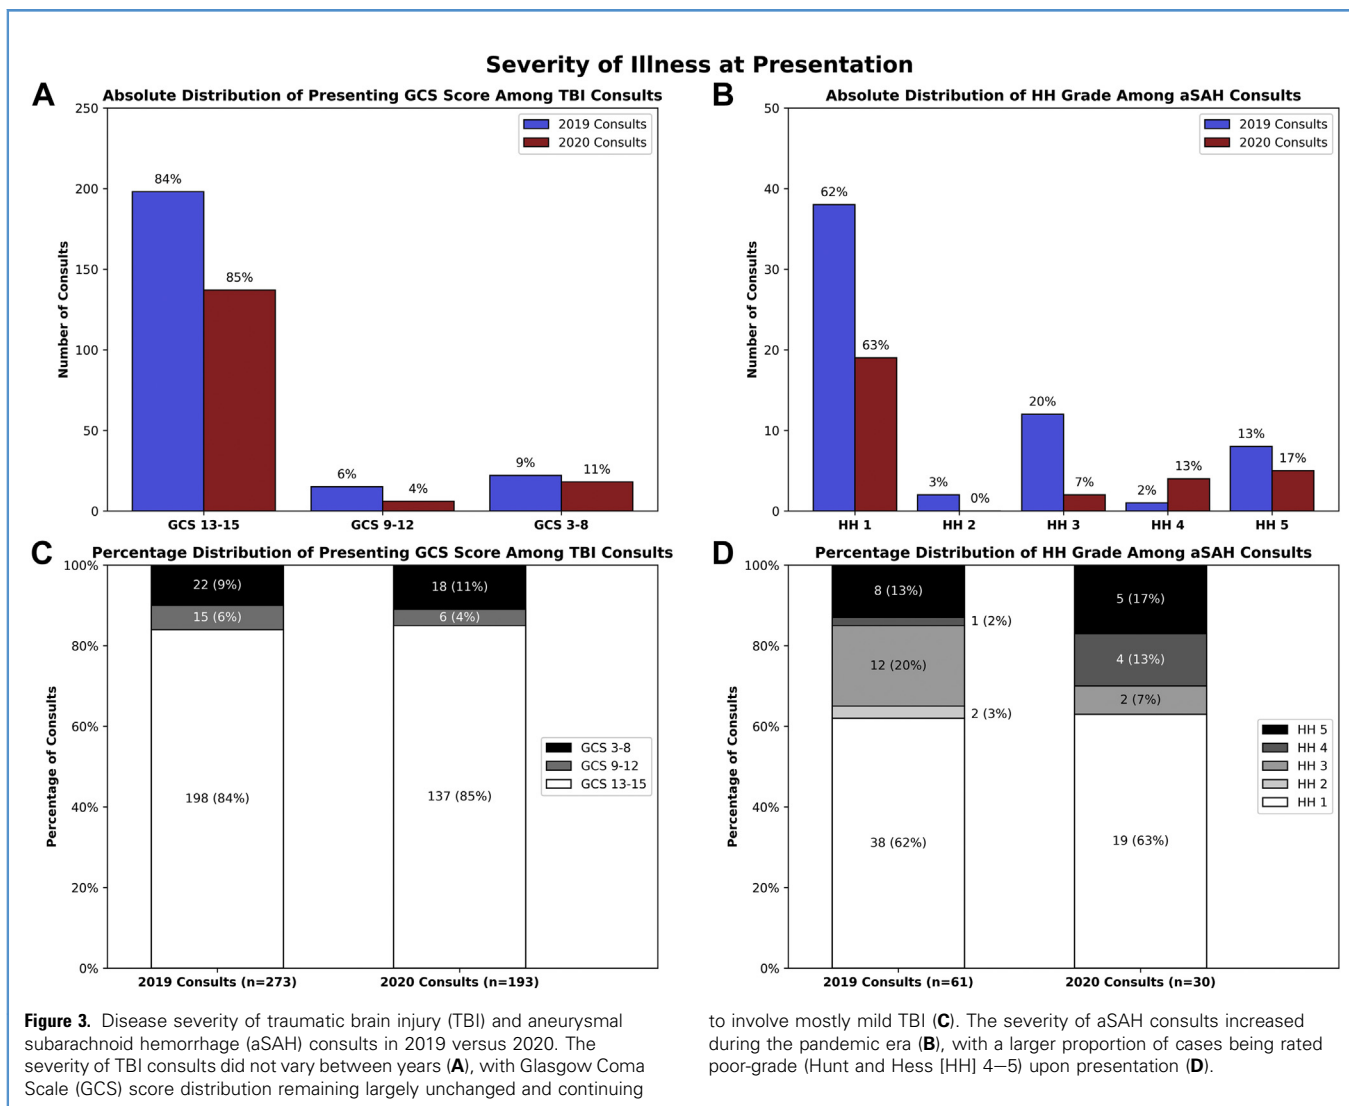 Severity of Illness at Presentation
A
Absolute Distribution of Presenting GCS Score Among TBI Consults
250
200
150
100
50
0
Number of Consults
2019 Consults
2020 Consults
84%
85%
6%
4%
9%
11%
GCS 13-15
GCS 9-12
GCS 3-8
B
Absolute Distribution of HH Grade Among aSAH Consults
50
40
30
20
10
0
Number of Consults
2019 Consults
2020 Consults
62%
63%
3%
0%
20%
7%
2%
13%
13%
17%
HH 1
HH 2
HH 3
HH 4
HH 5
C
Percentage Distribution of Presenting GCS Score Among TBI Consults
100%
80%
60%
40%
20%
0%
Percentage of Consults
22 (9%)
15 (6%)
198 (84%)
18 (11%)
6 (4%)
137 (85%)
GCS 3-8
GCS 9-12
GCS 13-15
2019 Consults (n=273)
2020 Consults (n=193)
D
Percentage Distribution of HH Grade Among aSAH Consults
100%
80%
60%
40%
20%
0%
Percentage of Consults
8 (13%)
1 (2%)
12 (20%)
2 (3%)
38 (62%)
5 (17%)
4 (13%)
2 (7%)
19 (63%)
HH 5
HH 4
HH 3
HH 2
HH 1
2019 Consults (n=61)
2020 Consults (n=30)
Figure 3. Disease severity of traumatic brain injury (TBI) and aneurysmal
subarachnoid hemorrhage (aSAH) consults in 2019 versus 2020. The
severity of TBI consults did not vary between years (A), with Glasgow Coma
Scale (GCS) score distribution remaining largely unchanged and continuing
to involve mostly mild TBI (C). The severity of aSAH consults increased
during the pandemic era (B), with a larger proportion of cases being rated
poor-grade (Hunt and Hess [HH] 4–5) upon presentation (D).